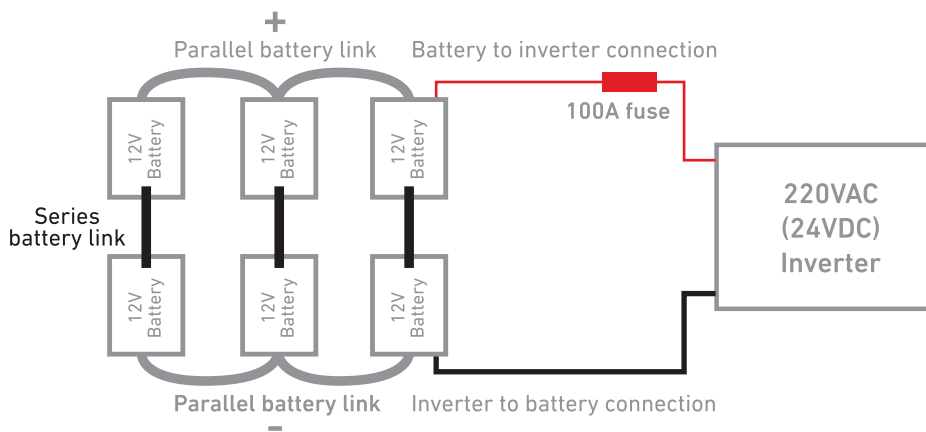 +
Parallel battery link
Battery to inverter connection
100A fuse
12V
Battery
12V
Battery
12V
Battery
220VAC
(24VDC)
Inverter
Series
battery link
12V
Battery
12V
Battery
12V
Battery
Parallel battery link
Inverter to battery connection
-